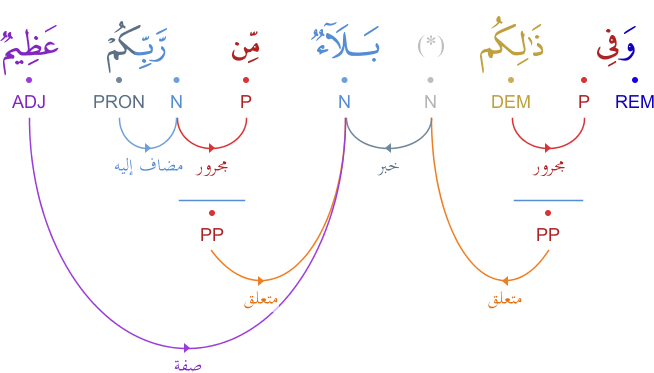 وَفِى ذَٰلِكُم (*) بَلَآءٌ مِّن رَّبِّكُمْ عَظِيمٌ
REM P DEM N N P N PRON ADJ
مجرور خبر مجرور مضاف إليه
PP PP
متعلق متعلق
صفة